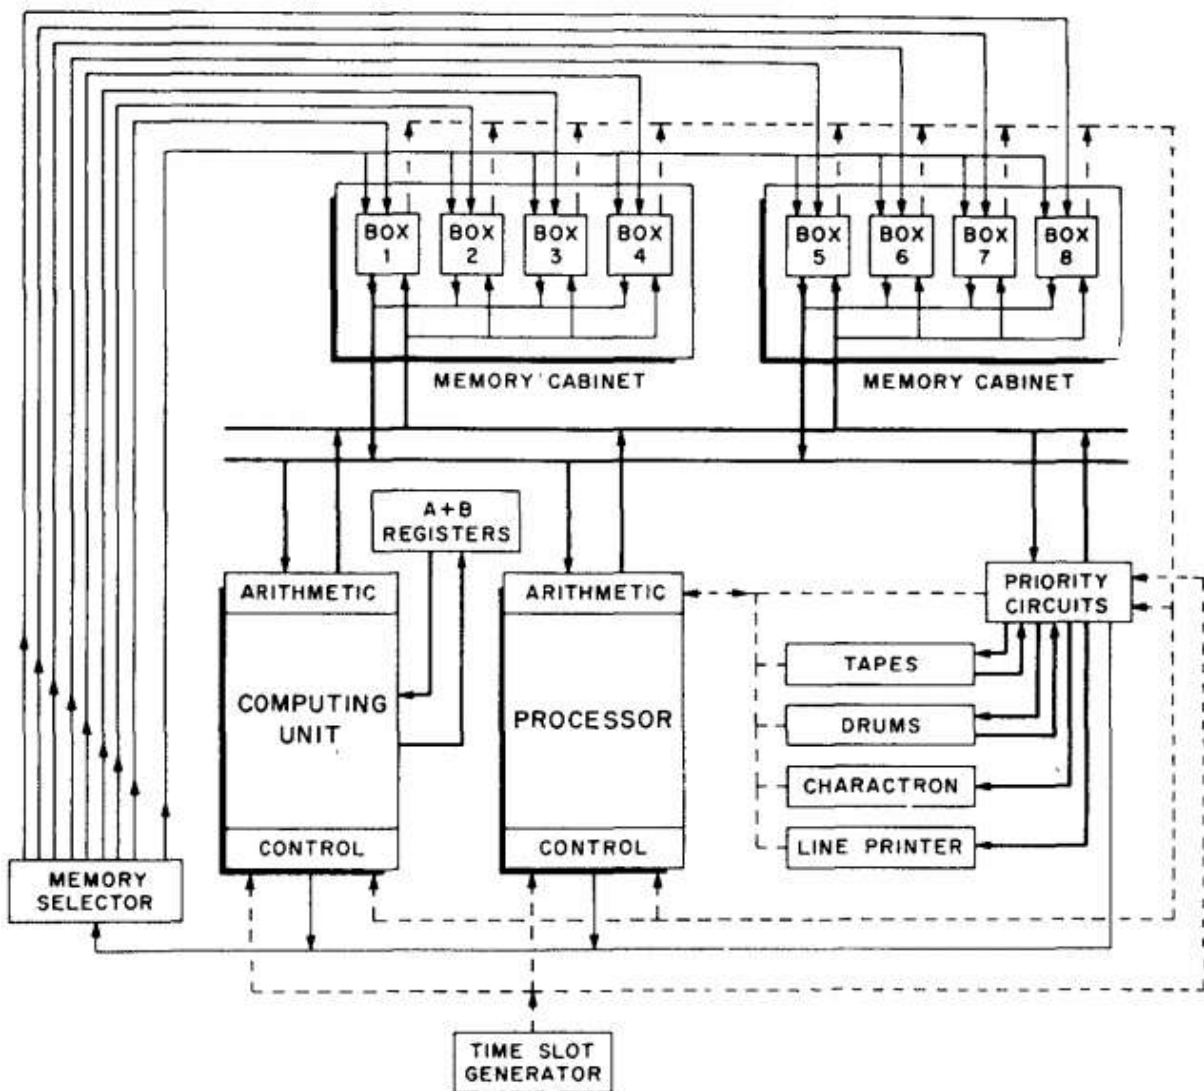 BOX
1
BOX
2
BOX
3
BOX
4
BOX
5
BOX
6
BOX
7
BOX
8
MEMORY CABINET
MEMORY CABINET
A+B
REGISTERS
ARITHMETIC
COMPUTING
UNIT
CONTROL
ARITHMETIC
PROCESSOR
CONTROL
PRIORITY
CIRCUITS
TAPES
DRUMS
CHARACTRON
LINE PRINTER
MEMORY
SELECTOR
TIME SLOT
GENERATOR